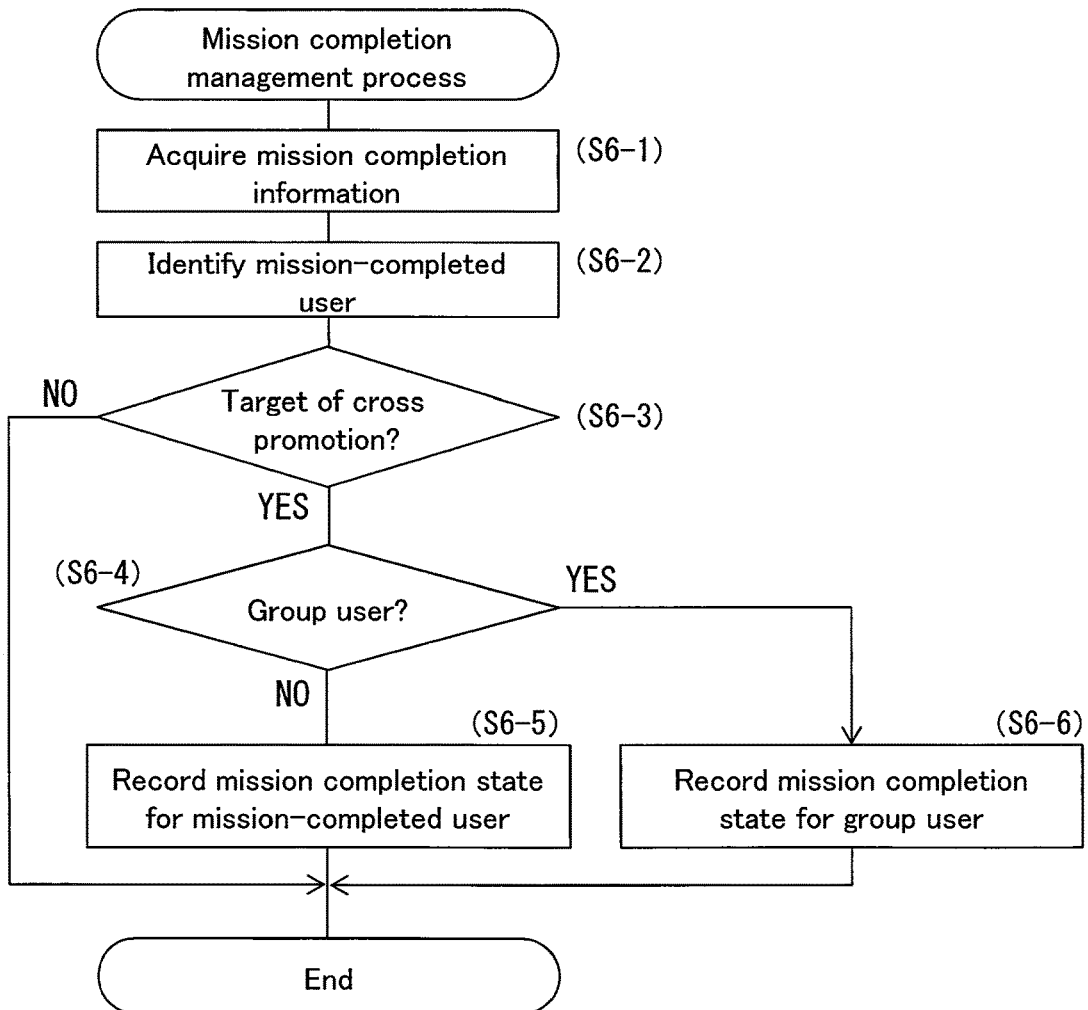 Mission completion
management process
Acquire mission completion
information
(S6-1)
Identify mission-completed
user
(S6-2)
NO
Target of cross
promotion?
(S6-3)
YES
(S6-4)
Group user?
YES
NO
(S6-5)
Record mission completion state
for mission-completed user
(S6-6)
Record mission completion
state for group user
End